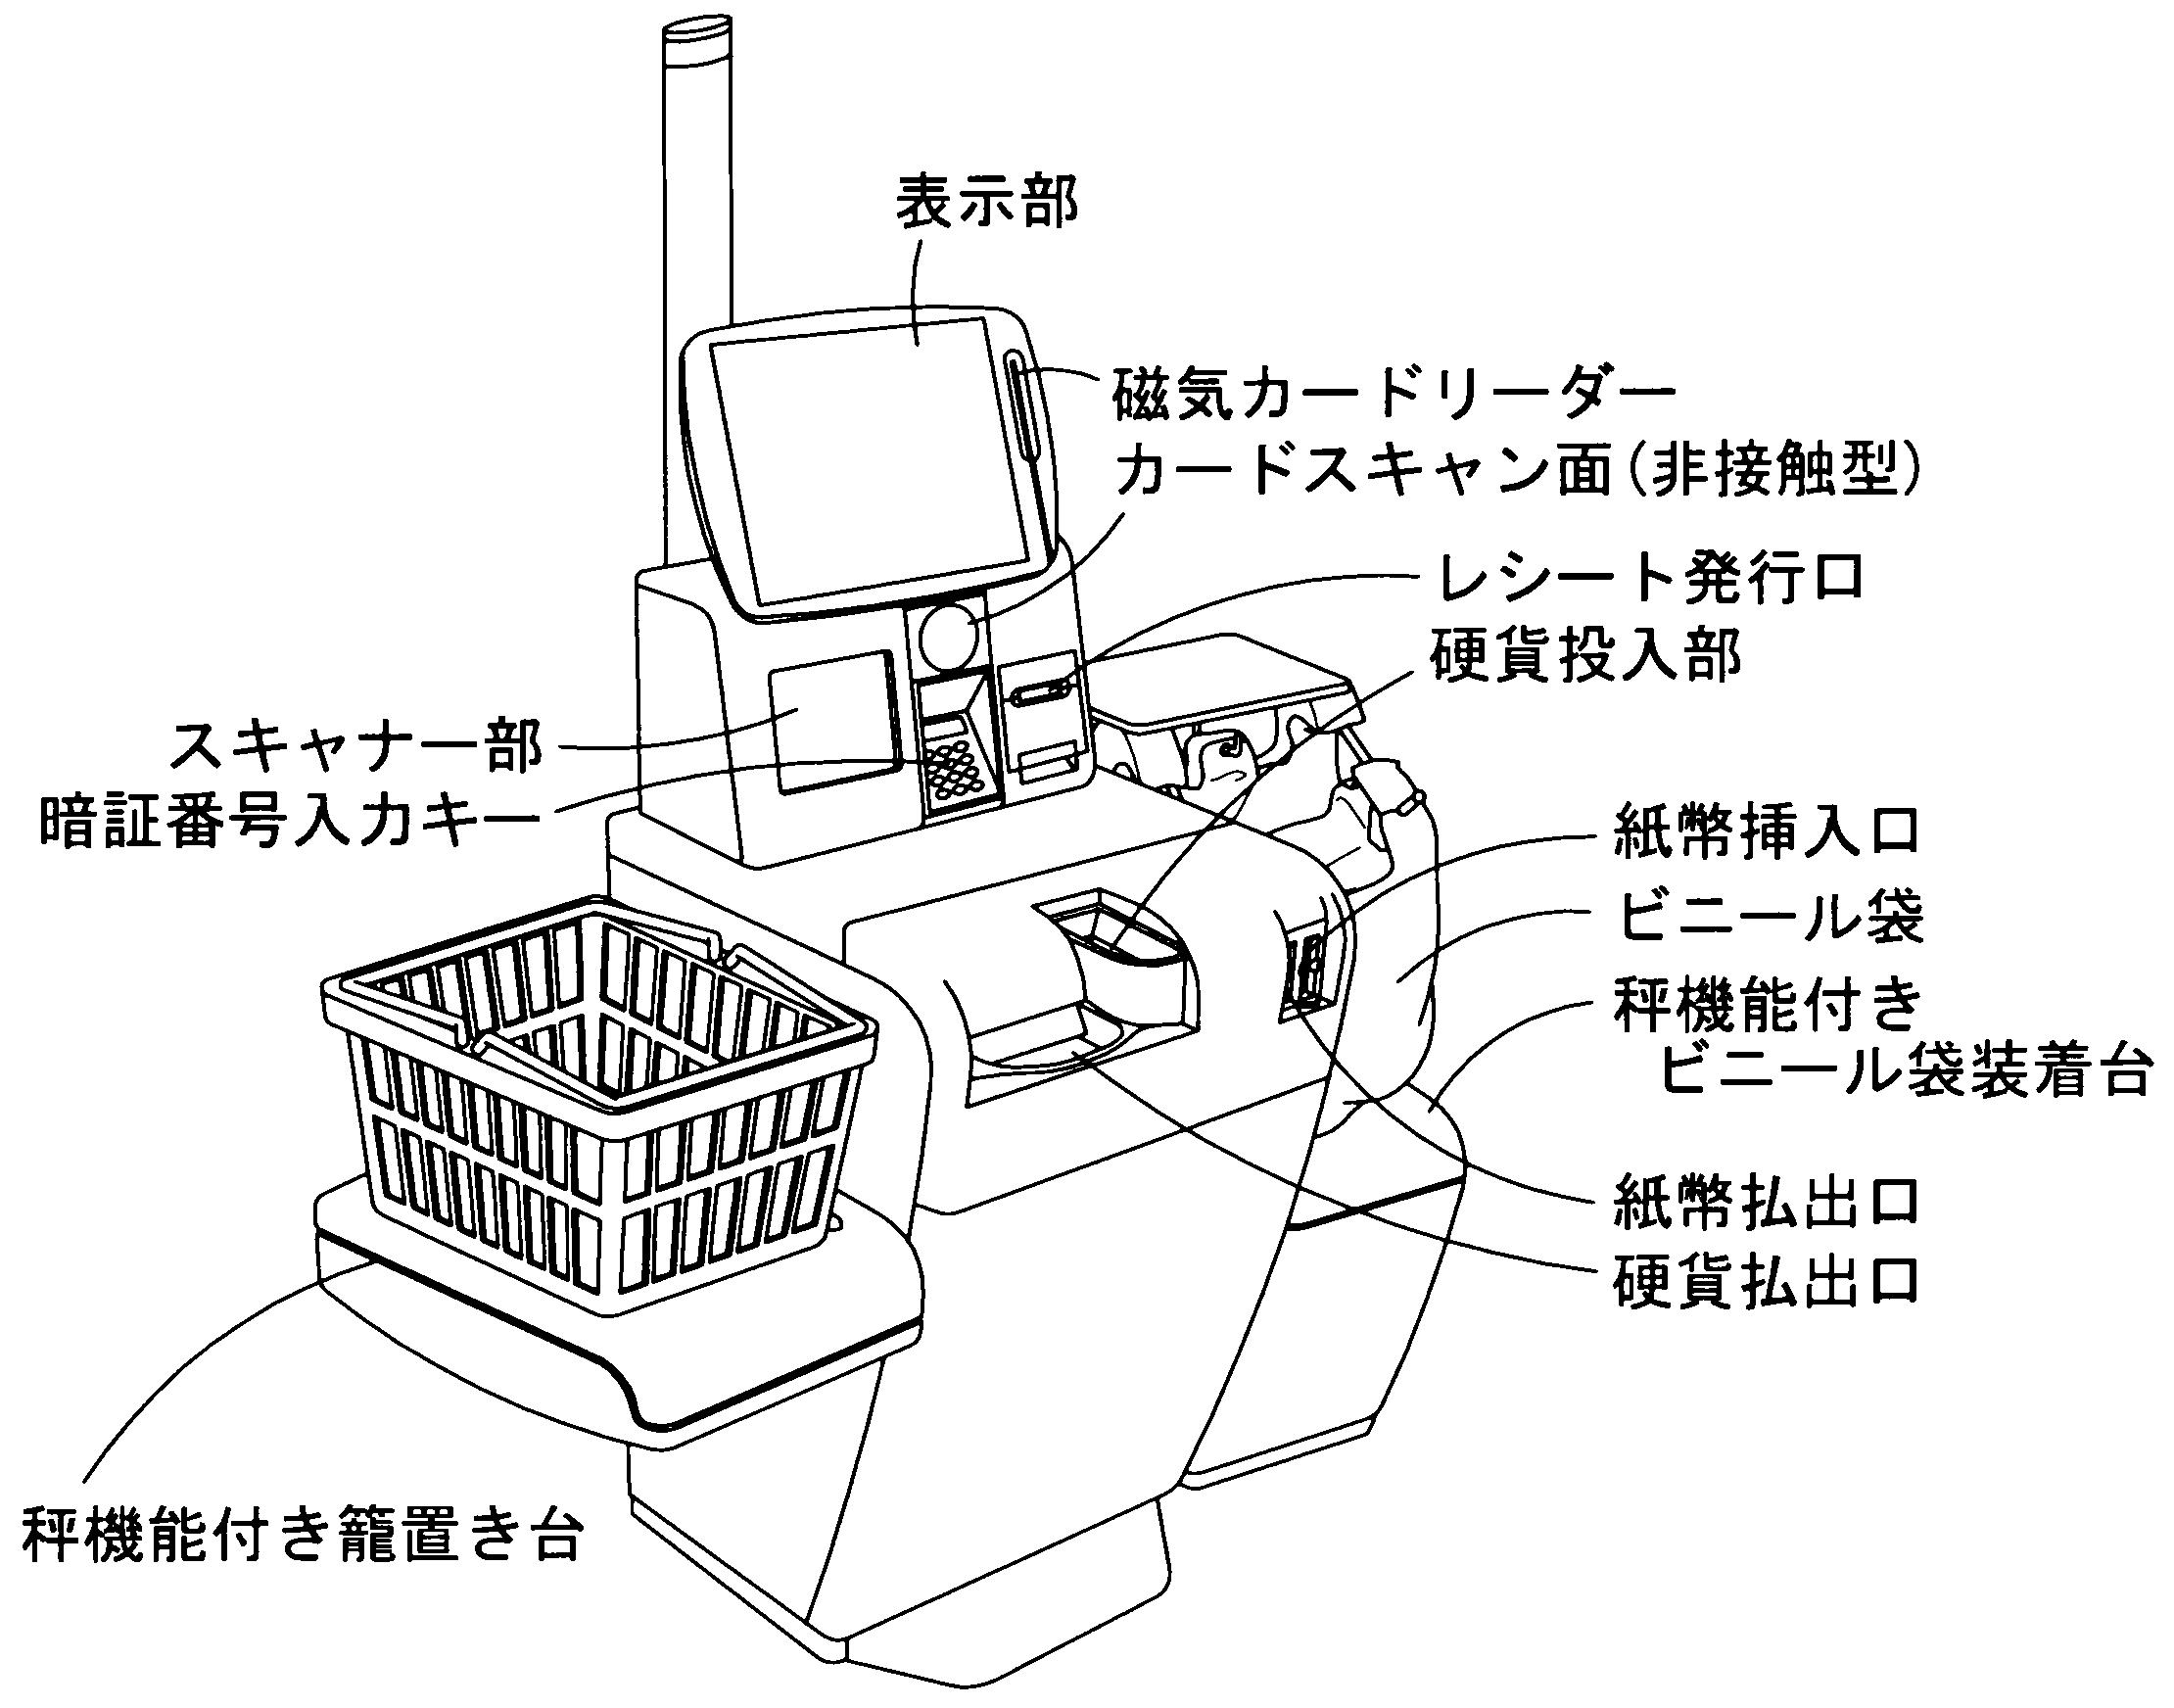 表示部
磁気カードリーダー
カードスキャン面(非接触型)
レシート発行口
硬貨投入部
スキャナー部
暗証番号入力キー
紙幣挿入口
ビニール袋
秤機能付き
ビニール袋装着台
紙幣払出口
硬貨払出口
秤機能付き籠置き台